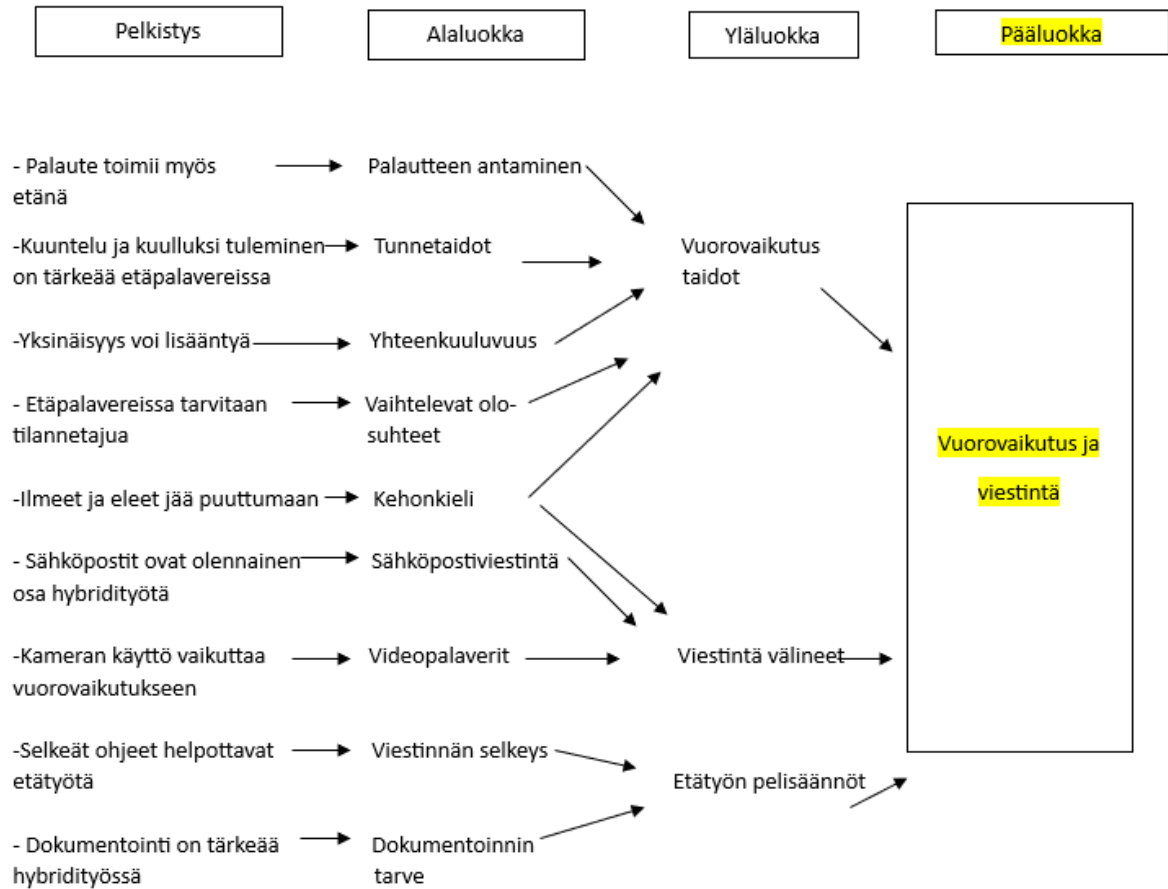 Pelkistys
Alaluokka
Yläluokka
Pääluokka
- Palaute toimii myös
etänä
Palautteen antaminen
-Kuuntelu ja kuulluksi tuleminen
on tärkeää etäpalavereissa
Tunnetaidot
Vuorovaikutus
taidot
-Yksinäisyys voi lisääntyä
Yhteenkuuluvuus
- Etäpalavereissa tarvitaan
tilannetajua
Vaihtelevat olo-
suhteet
Vuorovaikutus ja
viestintä
-Ilmeet ja eleet jää puuttumaan
Kehonkieli
- Sähköpostit ovat olennainen
osa hybridityötä
Sähköpostiviestintä
-Kameran käyttö vaikuttaa
vuorovaikutukseen
Videopalaverit
Viestintä välineet
-Selkeät ohjeet helpottavat
etätyötä
Viestinnän selkeys
Etätyön pelisäännöt
- Dokumentointi on tärkeää
hybridityössä
Dokumentoinnin
tarve